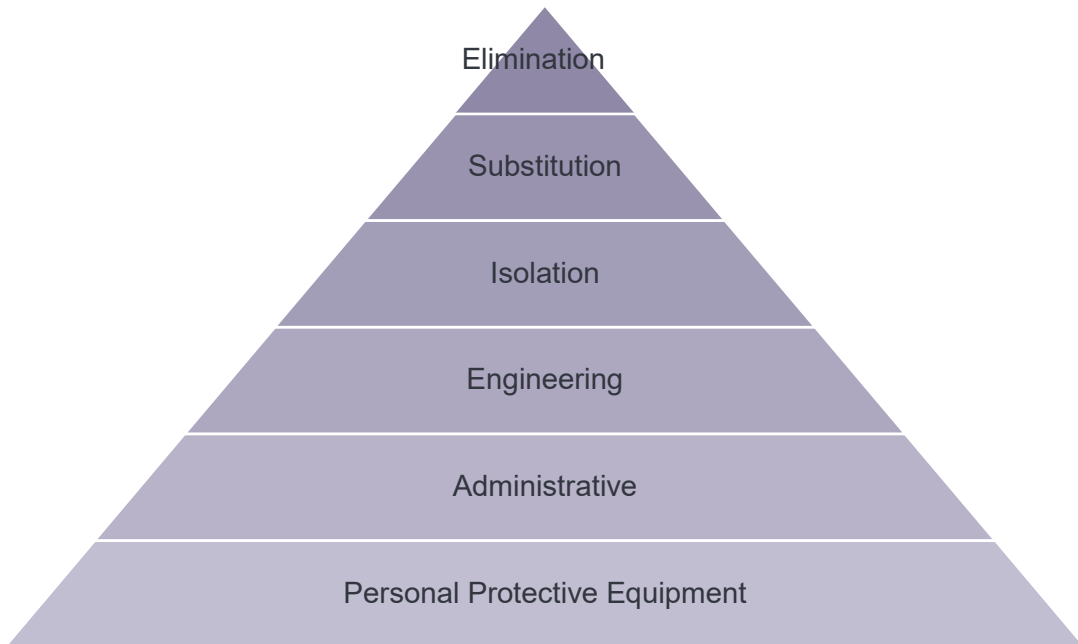 Elimination
Substitution
Isolation
Engineering
Administrative
Personal Protective Equipment